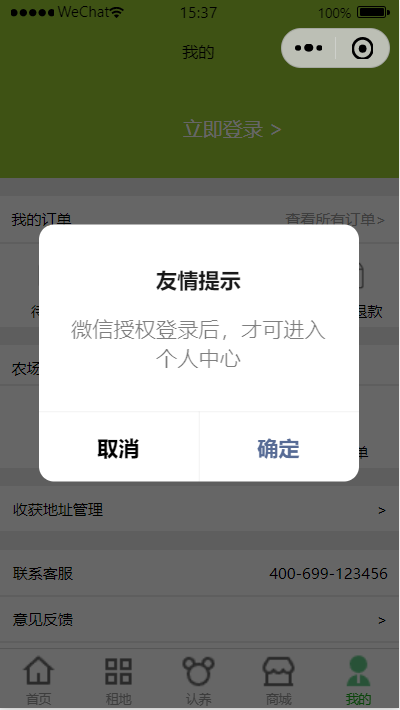 WeChat 15:37 100%
我的
立即登录 >
我的订单 查看所有订单>
友情提示
微信授权登录后，才可进入
个人中心
待 退款
农场
单
取消 确定
收获地址管理 >
联系客服 400-699-123456
意见反馈 >
首页 租地 认养 商城 我的